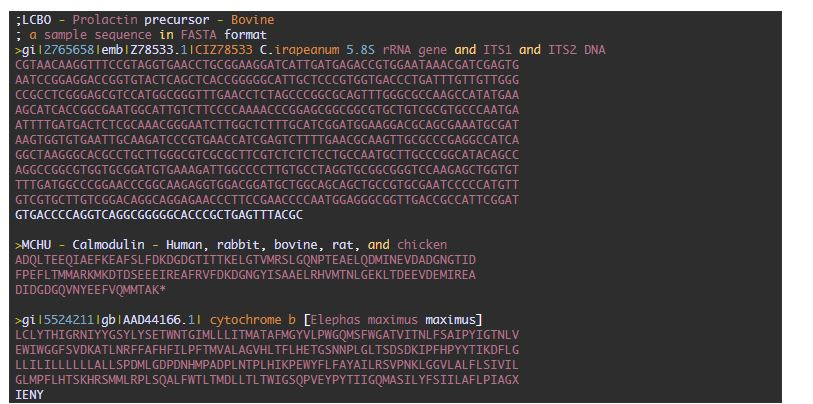 ;LCBO - Prolactin precursor - Bovine
; a sample sequence in FASTA format
>gi|2765658|emb|Z78533.1|CIZ78533 C.irapeanum 5.8S rRNA gene and ITS1 and ITS2 DNA
CGTAACAAGGTTTCCGTAGGTGAACCTGCGGAAGGATCATTGATGAGACCGTGGAATAAACGATCGAGTG
AATCCGGAGGACCGGTGTACTCAGCTCACCGGGGGCATTGCTCCCGTGGTGACCCTGATTTGTTGTTGGG
CCGCCTCGGGAGCGTCCATGGCGGGTTTGAACCTCTAGCCCGGCGCAGTTTGGGCGCCAAGCCATATGAA
AGCATCACCGGCGAATGGCATTGTCTTCCCCAAAACCCGGAGCGGCGGCGTGCTGTCGCGTGCCCAATGA
ATTTTGATGACTCTCGCAAACGGGAATCTTGGCTCTTTGCATCGGATGGAAGGACGCAGCGAAATGCGAT
AAGTGGTGTGAATTGCAAGATCCCGTGAACCATCGAGTCTTTTGAACGCAAGTTGCGCCCGAGGCCATCA
GGCTAAGGGCACGCCTGCTTGGGCGTCGCGCTTCGTCTCTCTCCTGCCAATGCTTGCCCGGCATACAGCC
AGGCCGGCGTGGTGCGGATGTGAAAGATTGGCCCCTTGTGCCTAGGTGCGGCGGGTCCAAGAGCTGGTGT
TTTGATGGCCCGGAACCCGGCAAGAGGTGGACGGATGCTGGCAGCAGCTGCCGTGCGAATCCCCCATGTT
GTCGTGCTTGTCGGACAGGCAGGAGAACCCTTCCGAACCCCAATGGAGGGCGGTTGACCGCCATTCGGAT
GTGACCCCAGGTCAGGCGGGGGCACCCGCTGAGTTTACGC
>MCHU - Calmodulin - Human, rabbit, bovine, rat, and chicken
ADQLTEEQIAEFKEAFSLFDKDGDGTITTKELGTVMRSLGQNPTEAELQDMINEVDADGNGTID
FPEFLTMMARKMKDTDSEEEIREAFRVFDKDGNGYISAAELRHVMTNLGEKLTDEEVDEMIREA
DIDGDGQVNYEEFVQMMTAK*
>gi|5524211|gb|AAD44166.1| cytochrome b [Elephas maximus maximus]
LCLYTHIGRNIYYGSYLYSETWNTGIMLLLITMATAFMGYVLPWGQMSFWGATVITNLFSAIPYIGTNLV
EWIWGGFSVDKATLNRFFAFHFILPFTMVALAGVHLTFLHETGSNNPLGLTSDSDKIPFHPYYTIKDFLG
LLILILLLLLLALLSPDMLGDPDNHMPADPLNTPLHIKPEWYFLFAYAILRSVPNKLGGVLALFLSIVIL
GLMPFLHTSKHRSMMLRPLSQALFWTLTMDLLTLTWIGSQPVEYPYTIIGQMASILYFSIILAFLPIAGX
IENY